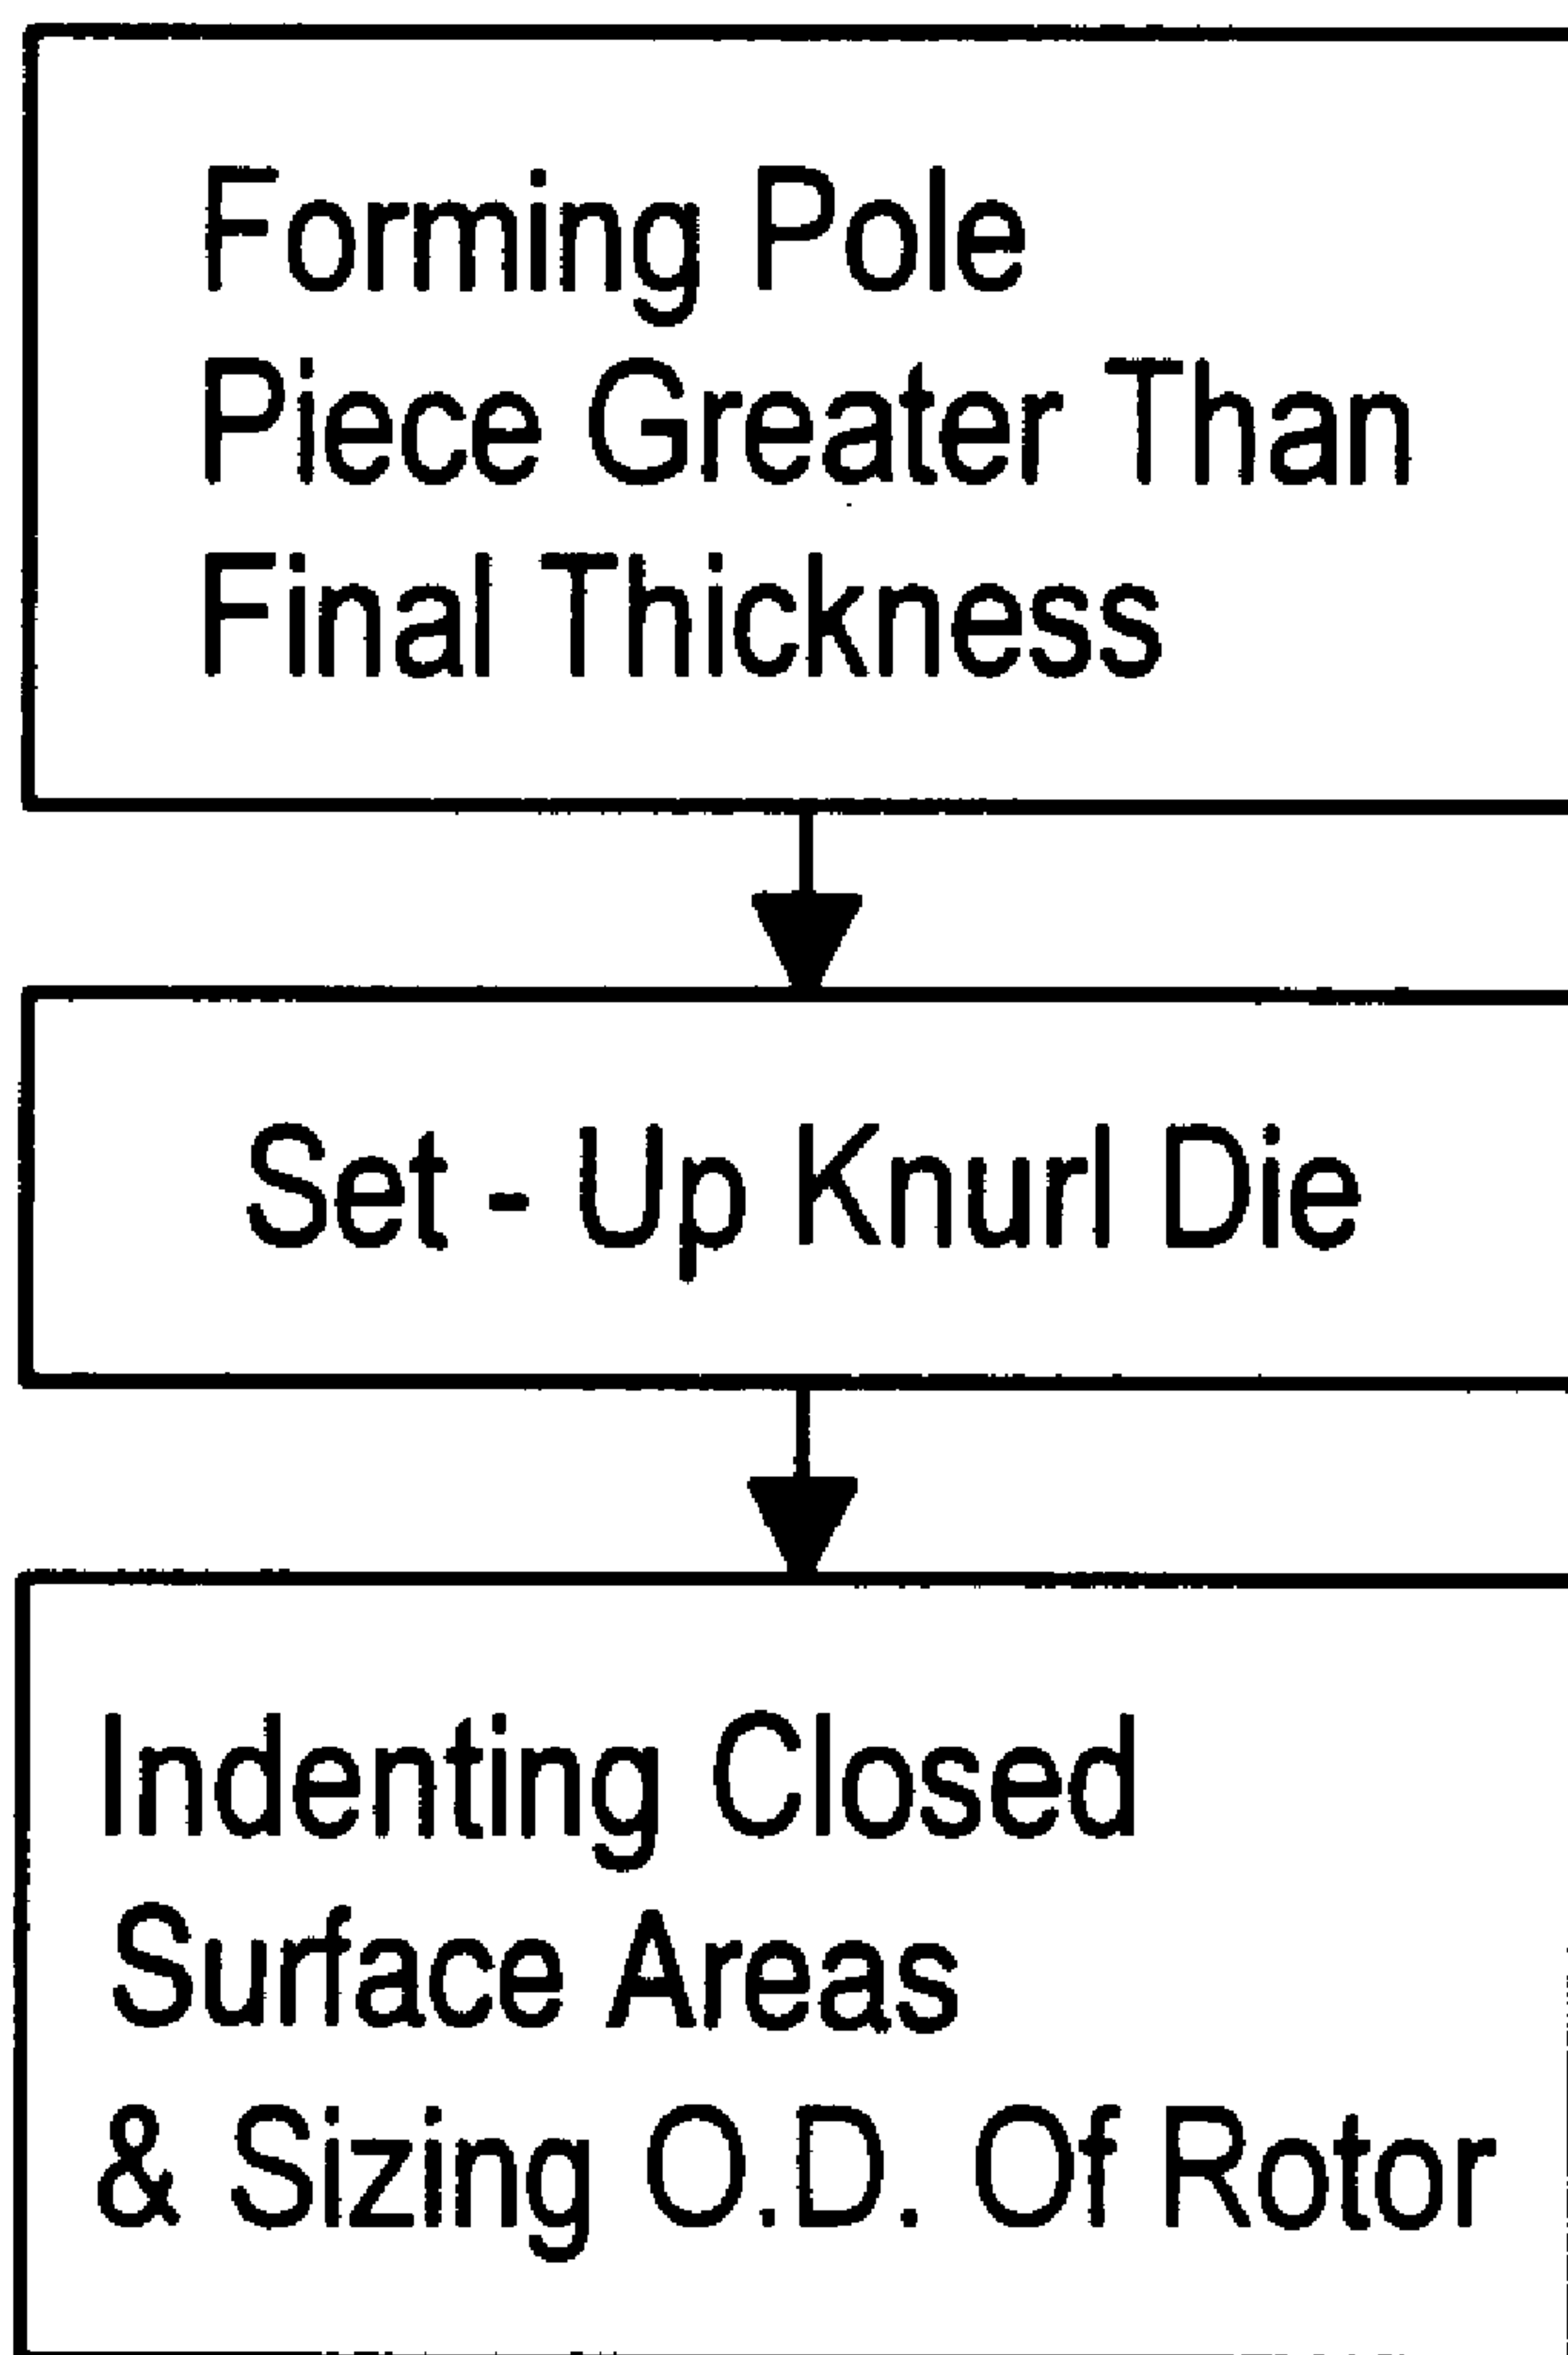 Forming Pole
Piece Greater Than
Final Thickness
Set - Up Knurl Die
Indenting Closed
Surface Areas
& Sizing O.D. Of Rotor